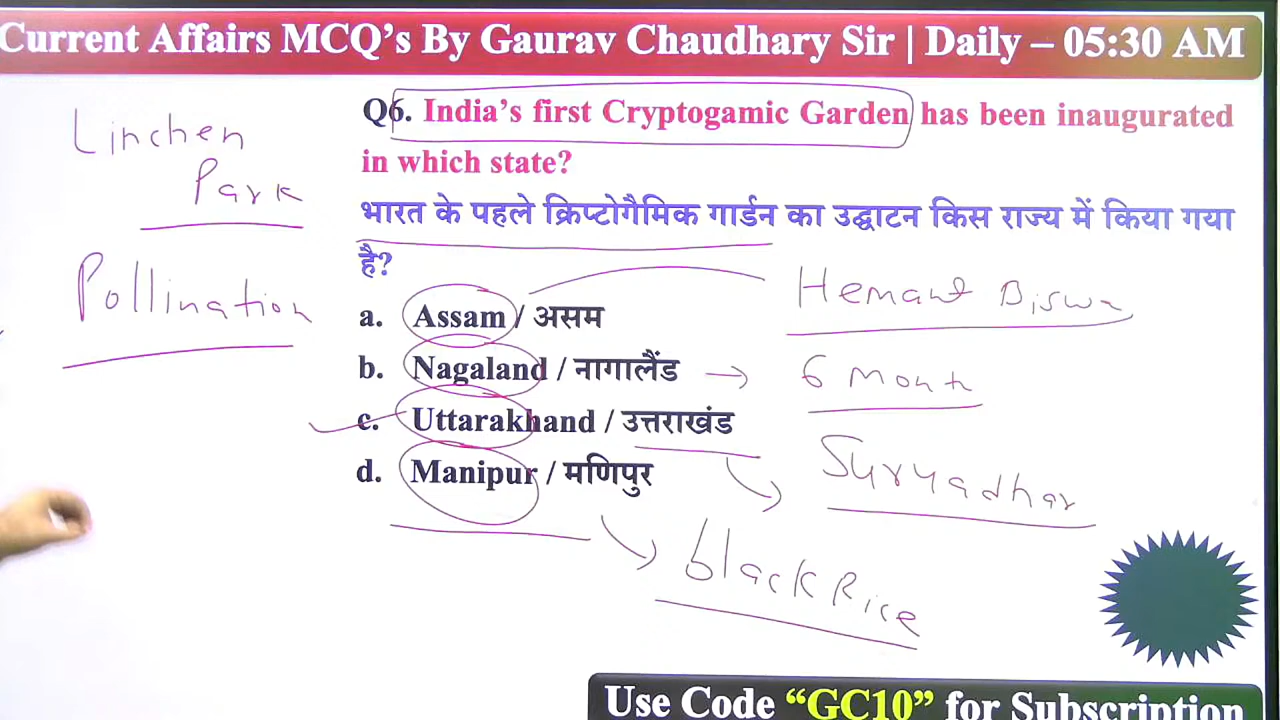 Current Affairs MCQ’s By Gaurav Chaudhary Sir | Daily – 05:30 AM
Linchen
Park
Pollination
Q6. India’s first Cryptogamic Garden has been inaugurated
in which state?
भारत के पहले क्रिप्टोगैमिक गार्डन का उद्घाटन किस राज्य में किया गया
है?
a. Assam / असम
Hemant Biswa
b. Nagaland / नागालैंड
6 Month
c. Uttarakhand / उत्तराखंड
Suryadhar
d. Manipur / मणिपुर
black Rice
Use Code “GC10” for Subscription